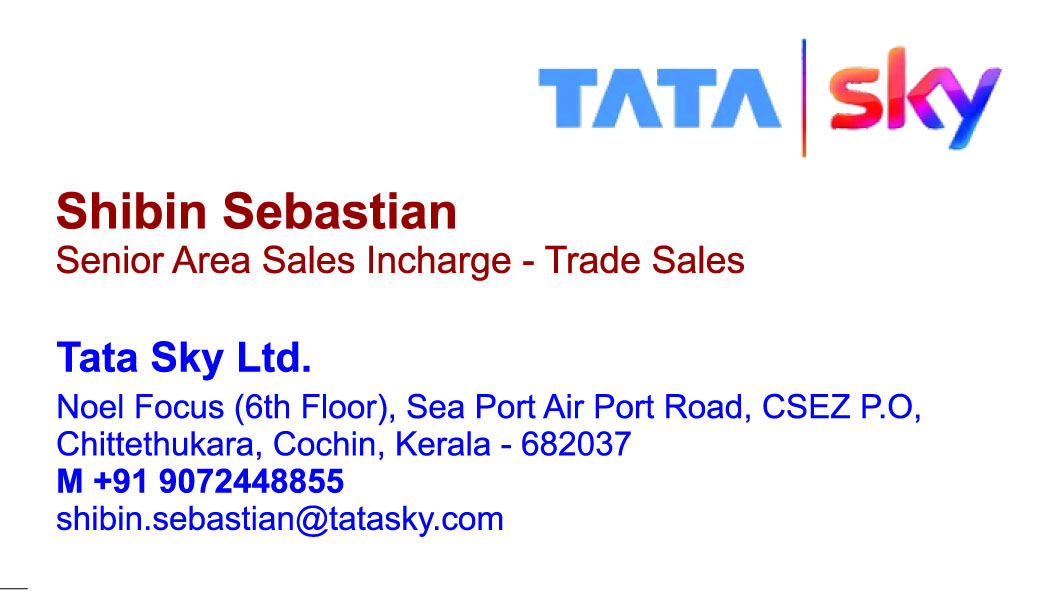 TATA sky
Shibin Sebastian
Senior Area Sales Incharge - Trade Sales
Tata Sky Ltd.
Noel Focus (6th Floor), Sea Port Air Port Road, CSEZ P.O,
Chittethukara, Cochin, Kerala - 682037
M +91 9072448855
shibin.sebastian@tatasky.com